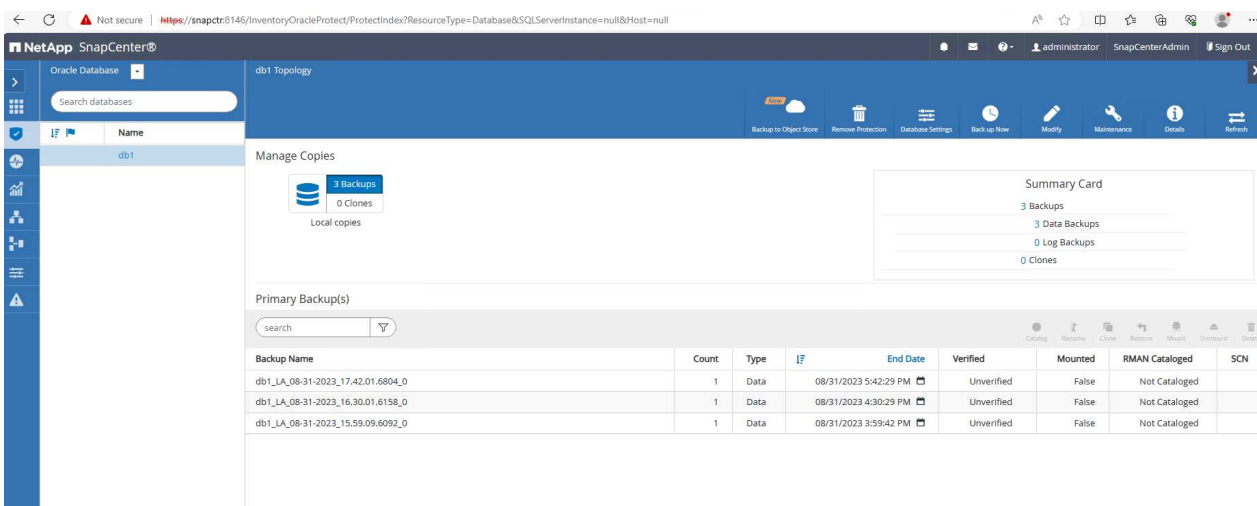 Not secure | https://snapctr:8146/InventoryOracleProtect/ProtectIndex?ResourceType=Database&SQLServerInstance=null&Host=null
NetApp SnapCenter® administrator SnapCenterAdmin Sign Out
Oracle Database db1 Topology
Search databases
New
Backup to Object Store Remove Protection Database Settings Back up Now Modify Maintenance Details Refresh
Name
db1
Manage Copies
3 Backups
0 Clones
Local copies
Summary Card
3 Backups
3 Data Backups
0 Log Backups
0 Clones
Primary Backup(s)
search
Catalog Rename Clone Restore Mount Unmount Delete
Backup Name Count Type End Date Verified Mounted RMAN Cataloged SCN
db1_LA_08-31-2023_17.42.01.6804_0 1 Data 08/31/2023 5:42:29 PM Unverified False Not Cataloged
db1_LA_08-31-2023_16.30.01.6158_0 1 Data 08/31/2023 4:30:29 PM Unverified False Not Cataloged
db1_LA_08-31-2023_15.59.09.6092_0 1 Data 08/31/2023 3:59:42 PM Unverified False Not Cataloged